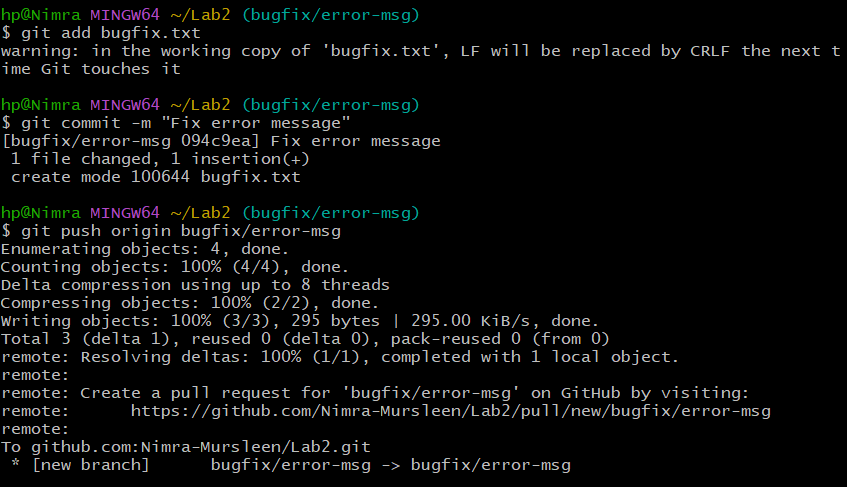 hp@Nimra MINGW64 ~/Lab2 (bugfix/error-msg)
$ git add bugfix.txt
warning: in the working copy of 'bugfix.txt', LF will be replaced by CRLF the next t
ime Git touches it

hp@Nimra MINGW64 ~/Lab2 (bugfix/error-msg)
$ git commit -m "Fix error message"
[bugfix/error-msg 094c9ea] Fix error message
 1 file changed, 1 insertion(+)
 create mode 100644 bugfix.txt

hp@Nimra MINGW64 ~/Lab2 (bugfix/error-msg)
$ git push origin bugfix/error-msg
Enumerating objects: 4, done.
Counting objects: 100% (4/4), done.
Delta compression using up to 8 threads
Compressing objects: 100% (2/2), done.
Writing objects: 100% (3/3), 295 bytes | 295.00 KiB/s, done.
Total 3 (delta 1), reused 0 (delta 0), pack-reused 0 (from 0)
remote: Resolving deltas: 100% (1/1), completed with 1 local object.
remote:
remote: Create a pull request for 'bugfix/error-msg' on GitHub by visiting:
remote:      https://github.com/Nimra-Mursleen/Lab2/pull/new/bugfix/error-msg
remote:
To github.com:Nimra-Mursleen/Lab2.git
 * [new branch]      bugfix/error-msg -> bugfix/error-msg